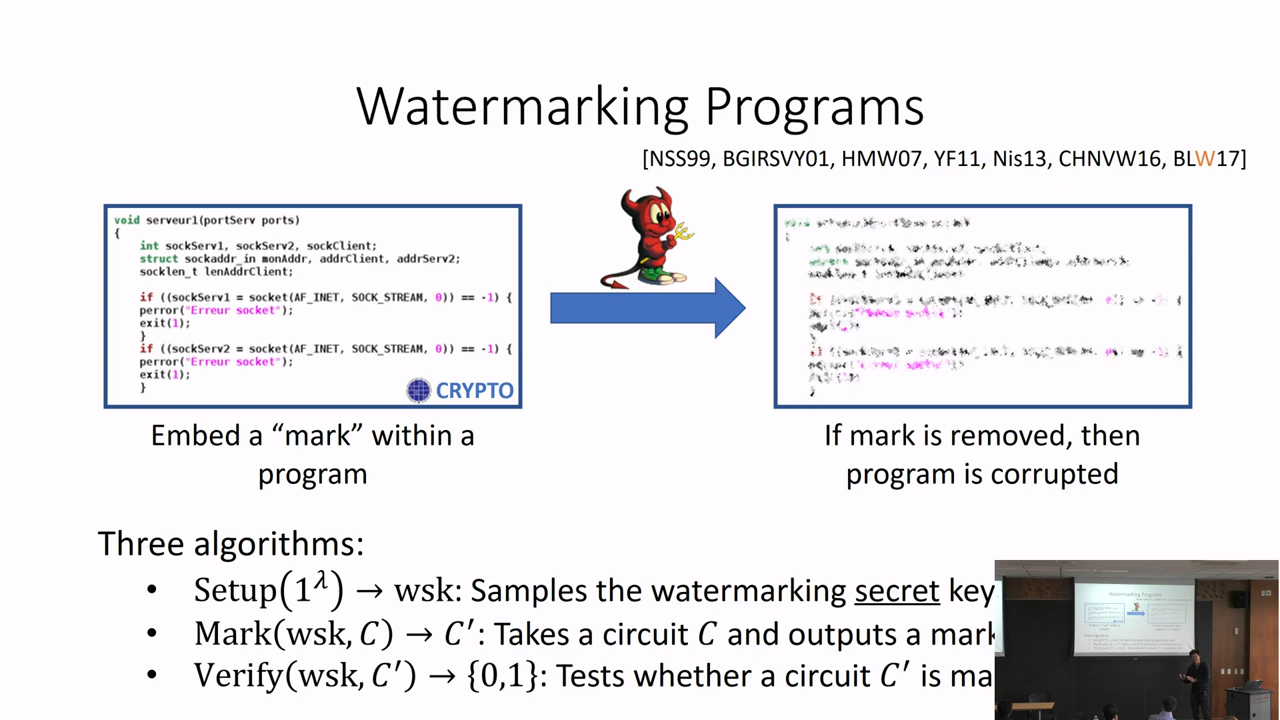 Watermarking Programs
[NSS99, BGIRSVY01, HMW07, YF11, Nis13, CHNVW16, BLW17]
void serveur1(portServ ports)
{
int sockServ1, sockServ2, sockClient;
struct sockaddr_in monAddr, addrClient, addrServ2;
socklen_t lenAddrClient;
if ((sockServ1 = socket(AF_INET, SOCK_STREAM, 0)) == -1) {
perror("Erreur socket");
exit(1);
}
if ((sockServ2 = socket(AF_INET, SOCK_STREAM, 0)) == -1) {
perror("Erreur socket");
exit(1);
}
CRYPTO
Embed a “mark” within a
program
If mark is removed, then
program is corrupted
Three algorithms:
• Setup(1^λ) → wsk: Samples the watermarking secret key
• Mark(wsk, C) → C′: Takes a circuit C and outputs a mark
• Verify(wsk, C′) → {0,1}: Tests whether a circuit C′ is ma
Watermarking Programs